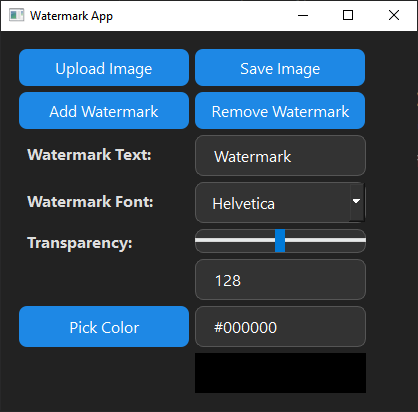 Watermark App
Upload Image
Save Image
Add Watermark
Remove Watermark
Watermark Text:
Watermark
Watermark Font:
Helvetica
Transparency:
128
Pick Color
#000000